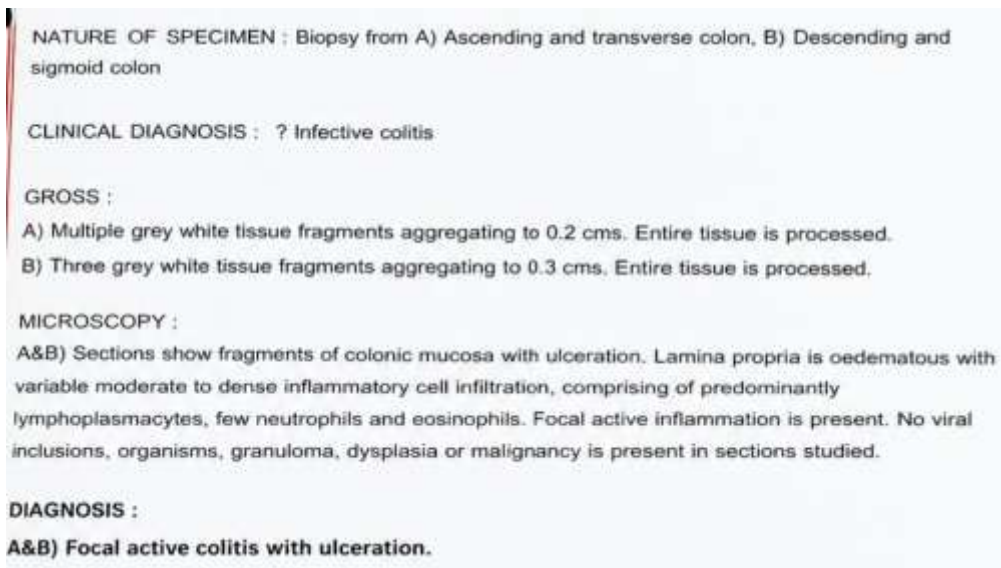 NATURE OF SPECIMEN : Biopsy from A) Ascending and transverse colon, B) Descending and
sigmoid colon
CLINICAL DIAGNOSIS : ? Infective colitis
GROSS :
A) Multiple grey white tissue fragments aggregating to 0.2 cms. Entire tissue is processed.
B) Three grey white tissue fragments aggregating to 0.3 cms. Entire tissue is processed.
MICROSCOPY :
A&B) Sections show fragments of colonic mucosa with ulceration. Lamina propria is oedematous with
variable moderate to dense inflammatory cell infiltration, comprising of predominantly
lymphoplasmacytes, few neutrophils and eosinophils. Focal active inflammation is present. No viral
inclusions, organisms, granuloma, dysplasia or malignancy is present in sections studied.
DIAGNOSIS :
A&B) Focal active colitis with ulceration.